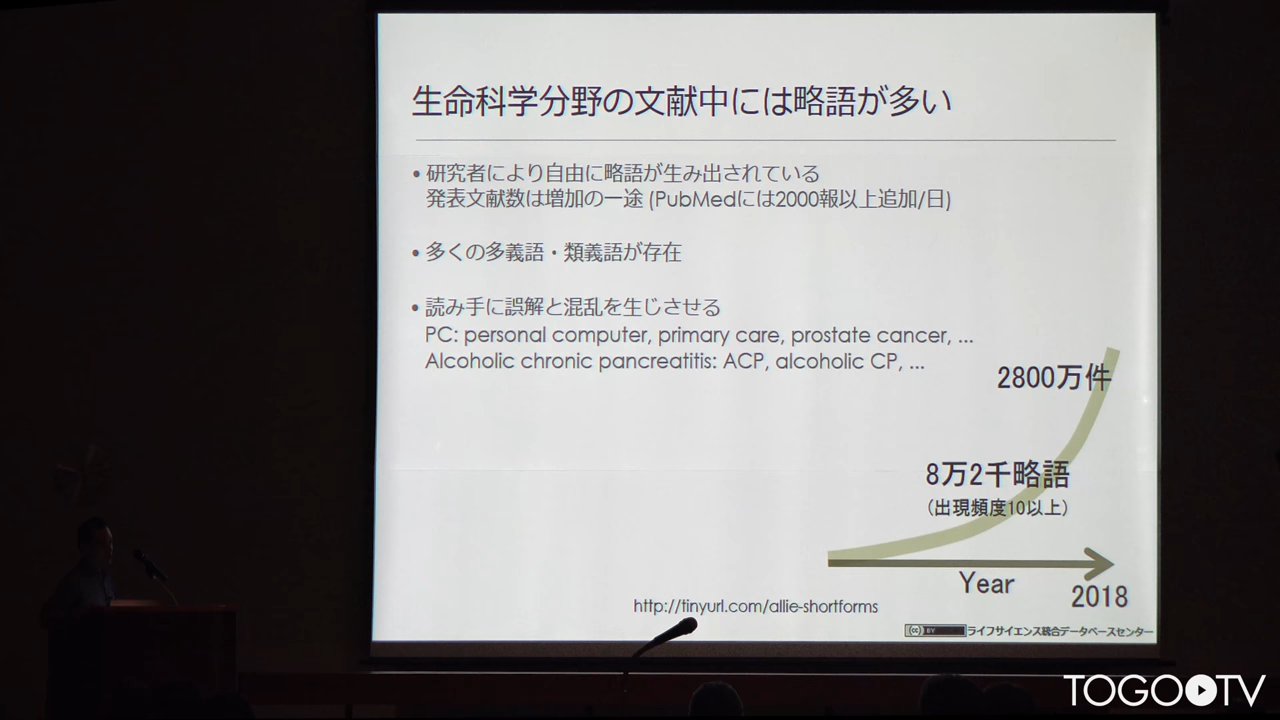 生命科学分野の文献中には略語が多い
• 研究者により自由に略語が生み出されている
発表文献数は増加の一途 (PubMedには2000報以上追加/日)
• 多くの多義語・類義語が存在
• 読み手に誤解と混乱を生じさせる
PC: personal computer, primary care, prostate cancer, ...
Alcoholic chronic pancreatitis: ACP, alcoholic CP, ...
2800万件
8万2千略語
(出現頻度10以上)
Year
2018
http://tinyurl.com/allie-shortforms
(cc) BY ライフサイエンス統合データベースセンター
TOGO TV